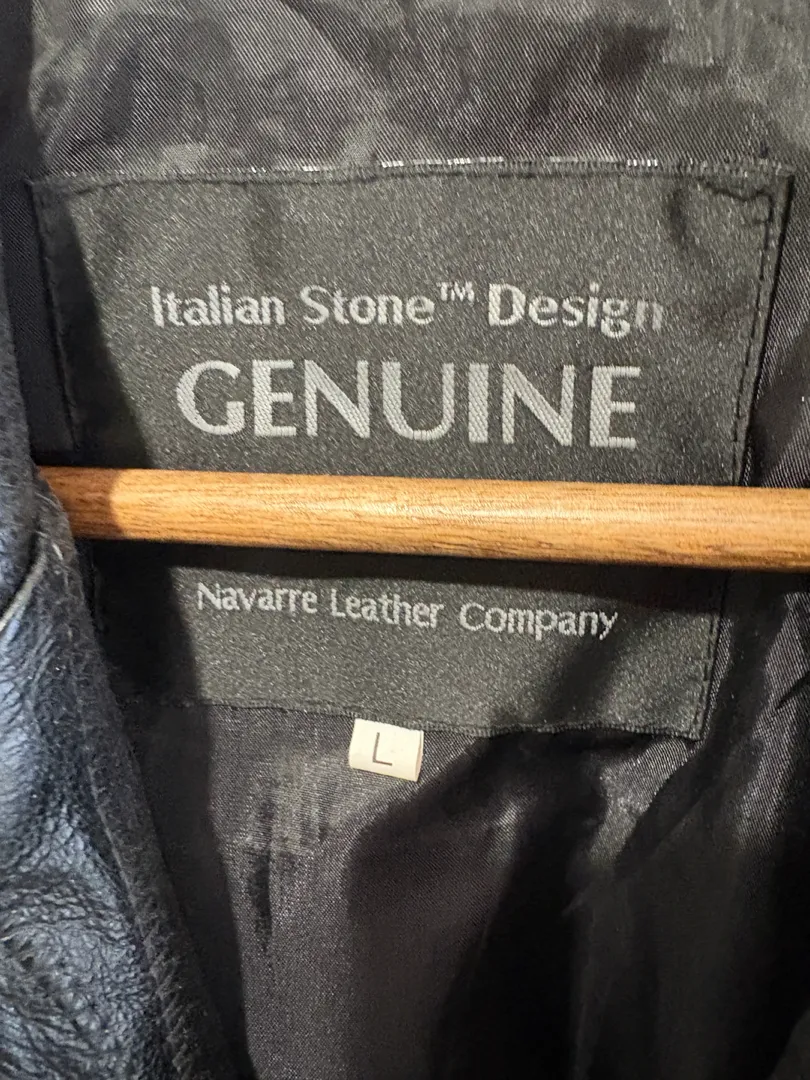 Italian Stone™ Design
GENUINE
Navarre Leather Company
L